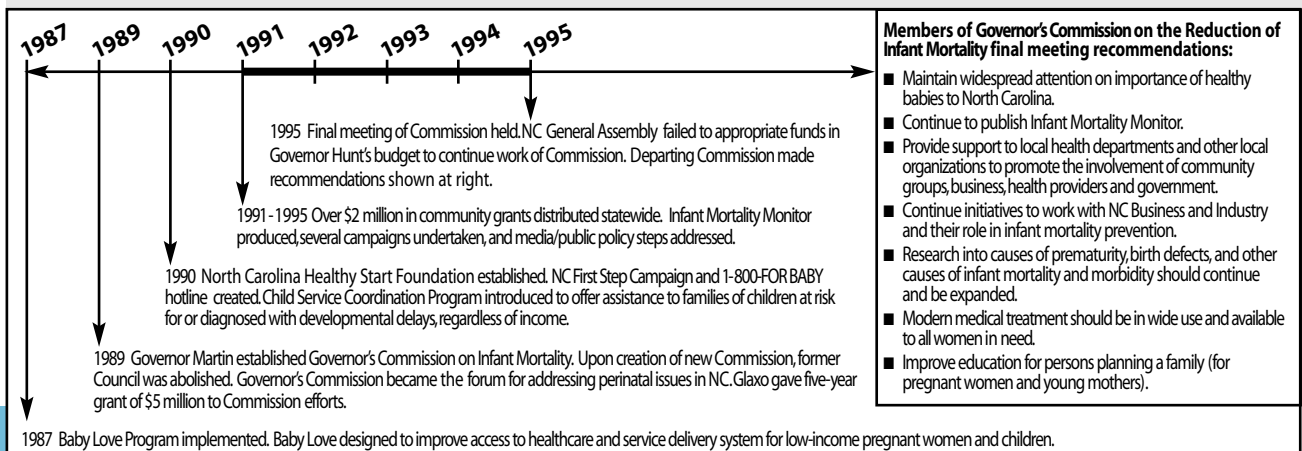 1987 1989 1990 1991 1992 1993 1994 1995
1995 Final meeting of Commission held. NC General Assembly failed to appropriate funds in
Governor Hunt's budget to continue work of Commission. Departing Commission made
recommendations shown at right.
1991-1995 Over $2 million in community grants distributed statewide. Infant Mortality Monitor
produced, several campaigns undertaken, and media/public policy steps addressed.
1990 North Carolina Healthy Start Foundation established. NC First Step Campaign and 1-800-FOR BABY
hotline created. Child Service Coordination Program introduced to offer assistance to families of children at risk
for or diagnosed with developmental delays, regardless of income.
1989 Governor Martin established Governor's Commission on Infant Mortality. Upon creation of new Commission, former
Council was abolished. Governor's Commission became the forum for addressing perinatal issues in NC. Glaxo gave five-year
grant of $5 million to Commission efforts.
1987 Baby Love Program implemented. Baby Love designed to improve access to healthcare and service delivery system for low-income pregnant women and children.
Members of Governor's Commission on the Reduction of
Infant Mortality final meeting recommendations:
■ Maintain widespread attention on importance of healthy
babies to North Carolina.
■ Continue to publish Infant Mortality Monitor.
■ Provide support to local health departments and other local
organizations to promote the involvement of community
groups, business, health providers and government.
■ Continue initiatives to work with NC Business and Industry
and their role in infant mortality prevention.
■ Research into causes of prematurity, birth defects, and other
causes of infant mortality and morbidity should continue
and be expanded.
■ Modern medical treatment should be in wide use and available
to all women in need.
■ Improve education for persons planning a family (for
pregnant women and young mothers).